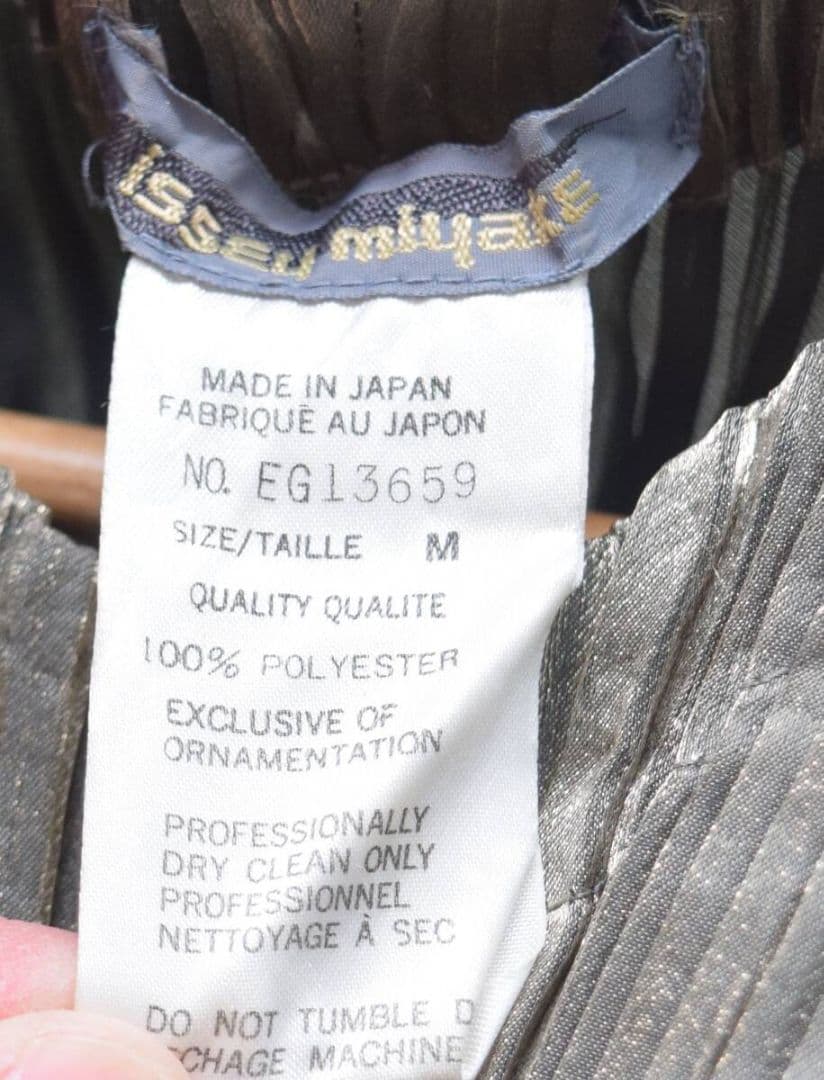 issey miyake
MADE IN JAPAN
FABRIQUÉ AU JAPON
NO. EG13659
SIZE/TAILLE M
QUALITY QUALITE
100% POLYESTER
EXCLUSIVE OF
ORNAMENTATION
PROFESSIONALLY
DRY CLEAN ONLY
PROFESSIONNEL
NETTOYAGE À SEC
DO NOT TUMBLE D
CHAGE MACHINE